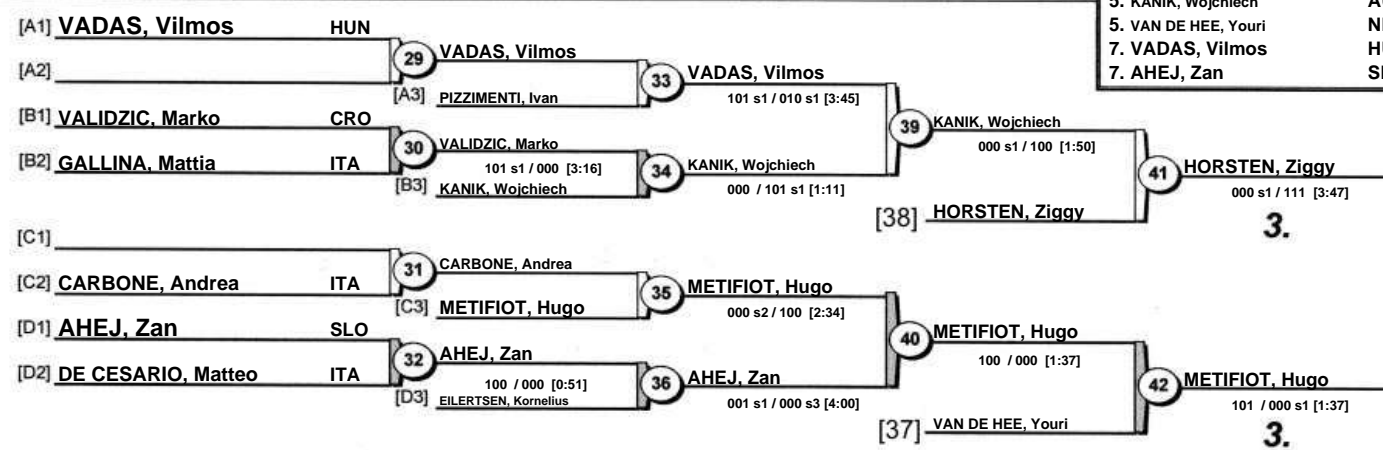 5. KANIK, Wojchiech
5. VAN DE HEE, Youri
7. VADAS, Vilmos
7. AHEJ, Zan
[A1] VADAS, Vilmos HUN
[A2]
29
VADAS, Vilmos
[A3] PIZZIMENTI, Ivan
33
VADAS, Vilmos
101 s1 / 010 s1 [3:45]
[B1] VALIDZIC, Marko CRO
[B2] GALLINA, Mattia ITA
30
VALIDZIC, Marko
101 s1 / 000 [3:16]
[B3] KANIK, Wojchiech
34
KANIK, Wojchiech
000 / 101 s1 [1:11]
39
KANIK, Wojchiech
000 s1 / 100 [1:50]
[38] HORSTEN, Ziggy
41
HORSTEN, Ziggy
000 s1 / 111 [3:47]
3.
[C1]
[C2] CARBONE, Andrea ITA
31
CARBONE, Andrea
[C3] METIFIOT, Hugo
35
METIFIOT, Hugo
000 s2 / 100 [2:34]
[D1] AHEJ, Zan SLO
[D2] DE CESARIO, Matteo ITA
32
AHEJ, Zan
100 / 000 [0:51]
[D3] EILERTSEN, Kornelius
36
AHEJ, Zan
001 s1 / 000 s3 [4:00]
40
METIFIOT, Hugo
100 / 000 [1:37]
[37] VAN DE HEE, Youri
42
METIFIOT, Hugo
101 / 000 s1 [1:37]
3.